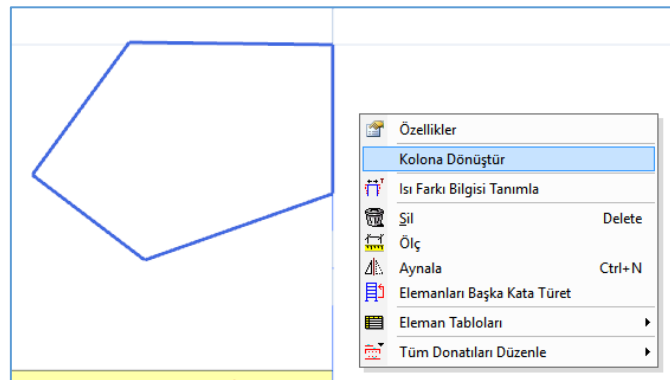 Özellikler
Kolona Dönüştür
Isı Farkı Bilgisi Tanımla
Sil Delete
Ölç
Aynala Ctrl+N
Elemanları Başka Kata Türet
Eleman Tabloları
Tüm Donatıları Düzenle